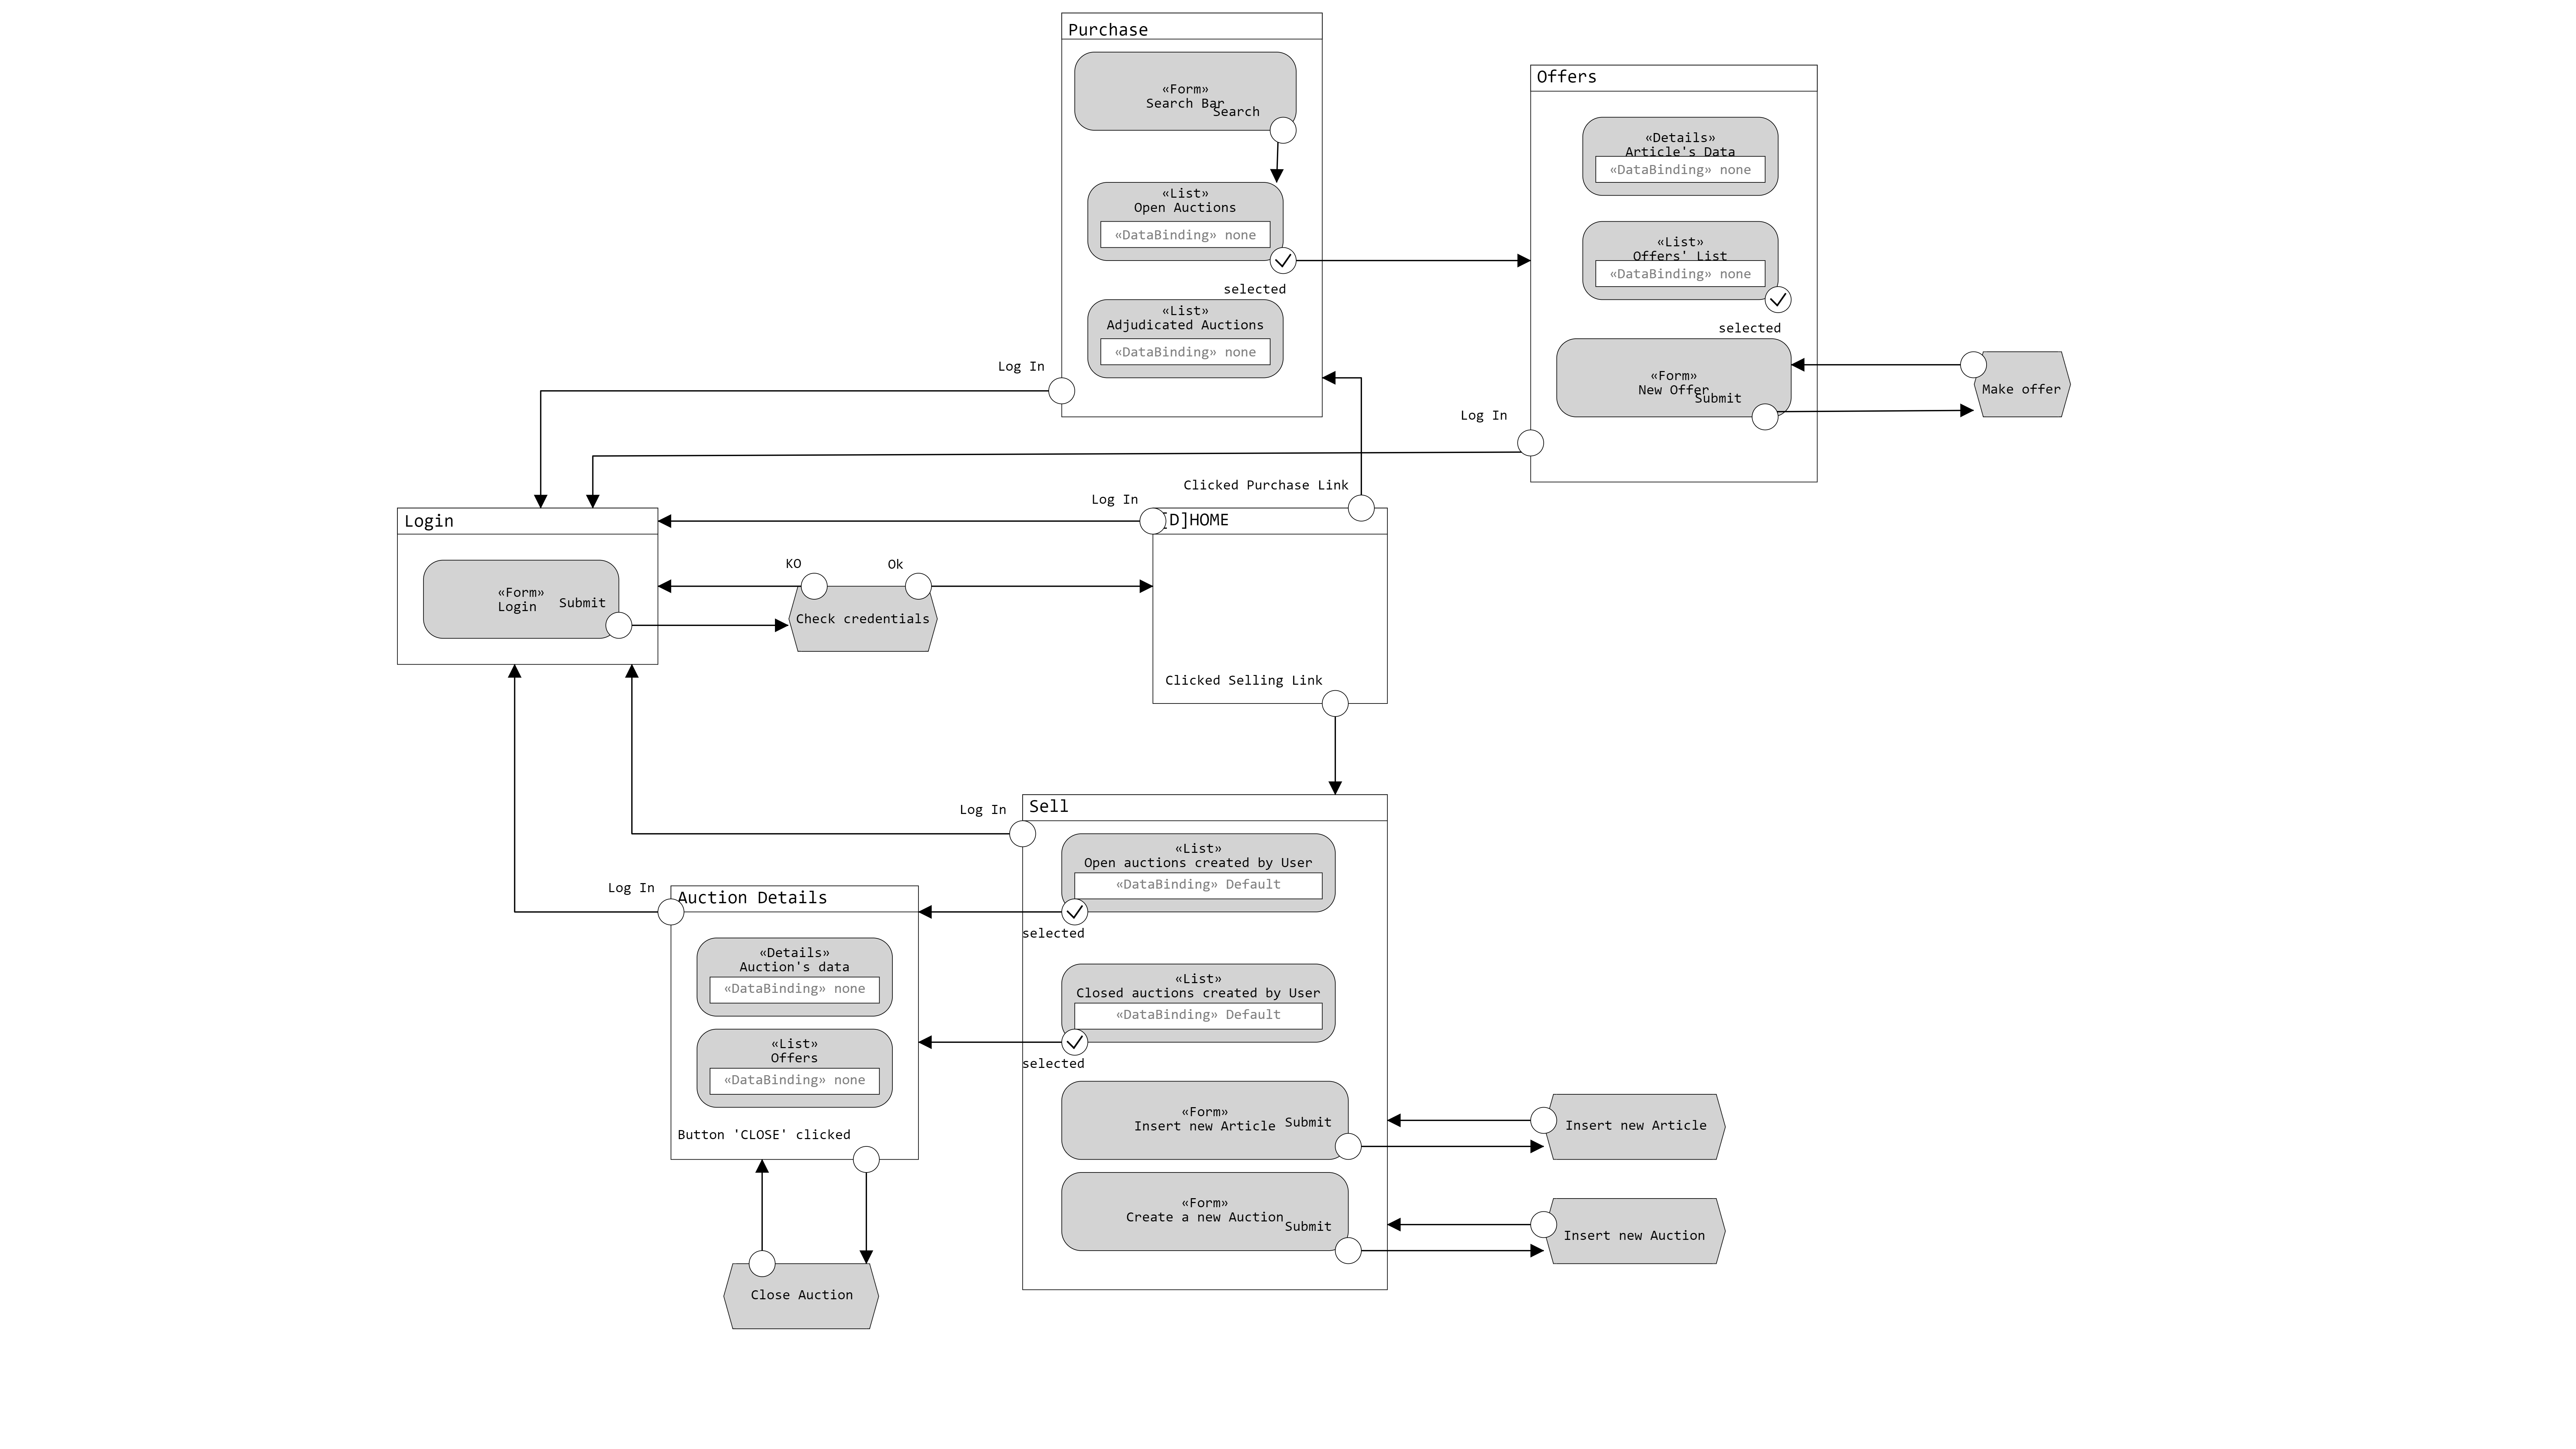 Purchase
«Form»
Search Bar
Search
«List»
Open Auctions
«DataBinding» none
selected
«List»
Adjudicated Auctions
«DataBinding» none
Log In
Offers
«Details»
Article's Data
«DataBinding» none
«List»
Offers' List
«DataBinding» none
selected
«Form»
New Offer
Submit
Log In
Make offer
Clicked Purchase Link
Log In
[D]HOME
Clicked Selling Link
Login
«Form»
Login
Submit
KO
Ok
Check credentials
Log In
Sell
«List»
Open auctions created by User
«DataBinding» Default
selected
«List»
Closed auctions created by User
«DataBinding» Default
selected
«Form»
Insert new Article
Submit
«Form»
Create a new Auction
Submit
Insert new Article
Insert new Auction
Log In
Auction Details
«Details»
Auction's data
«DataBinding» none
«List»
Offers
«DataBinding» none
Button 'CLOSE' clicked
Close Auction